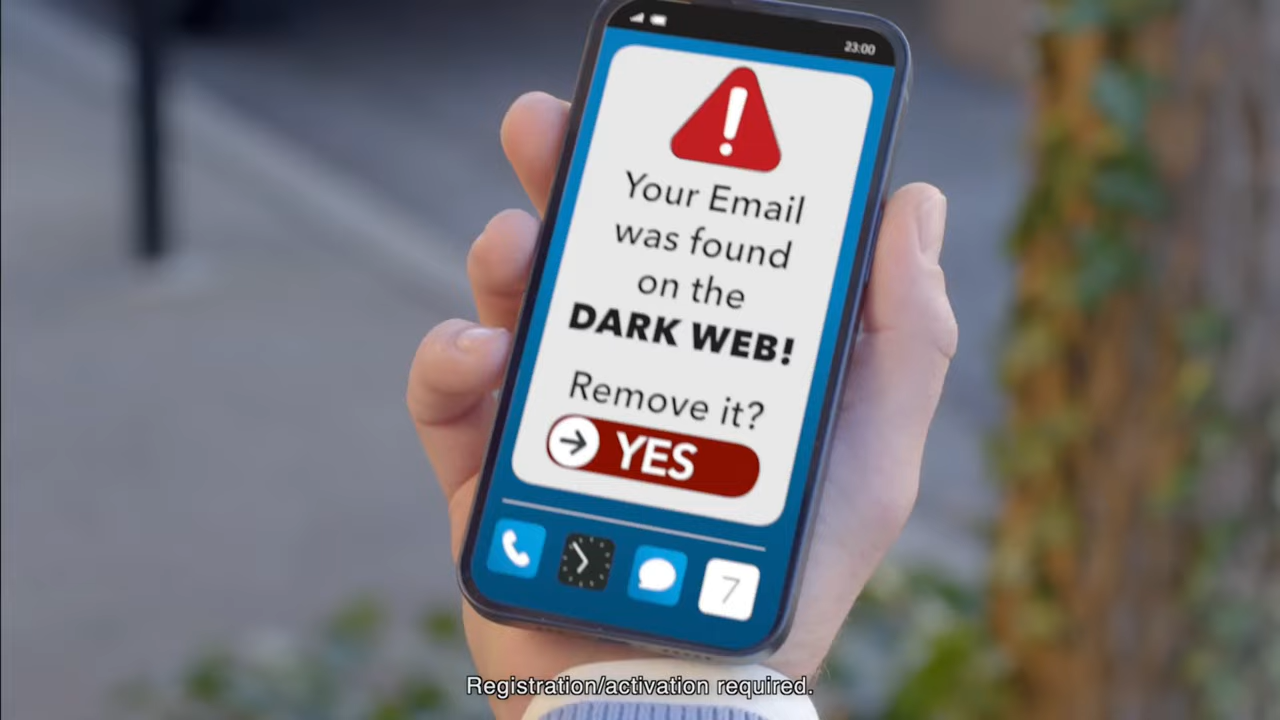 23:00
Your Email
was found
on the
DARK WEB!
Remove it?
YES
7
Registration/activation required.